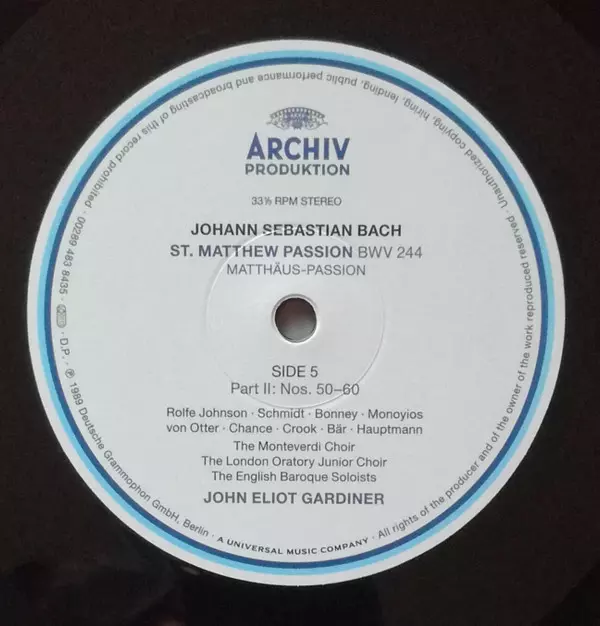 ARCHIV
PRODUKTION
33⅓ RPM STEREO
JOHANN SEBASTIAN BACH
ST. MATTHEW PASSION BWV 244
MATTHÄUS-PASSION
SIDE 5
Part II: Nos. 50–60
Rolfe Johnson · Schmidt · Bonney · Monoyios
von Otter · Chance · Crook · Bär · Hauptmann
The Monteverdi Choir
The London Oratory Junior Choir
The English Baroque Soloists
JOHN ELIOT GARDINER
D.P. · ℗ 1989 Deutsche Grammophon GmbH, Berlin · A UNIVERSAL MUSIC COMPANY · All rights of the producer and of the owner of the work reproduced reserved · Unauthorized copying, hiring, lending, public performance and broadcasting of this record prohibited · 00289 483 8435 ·